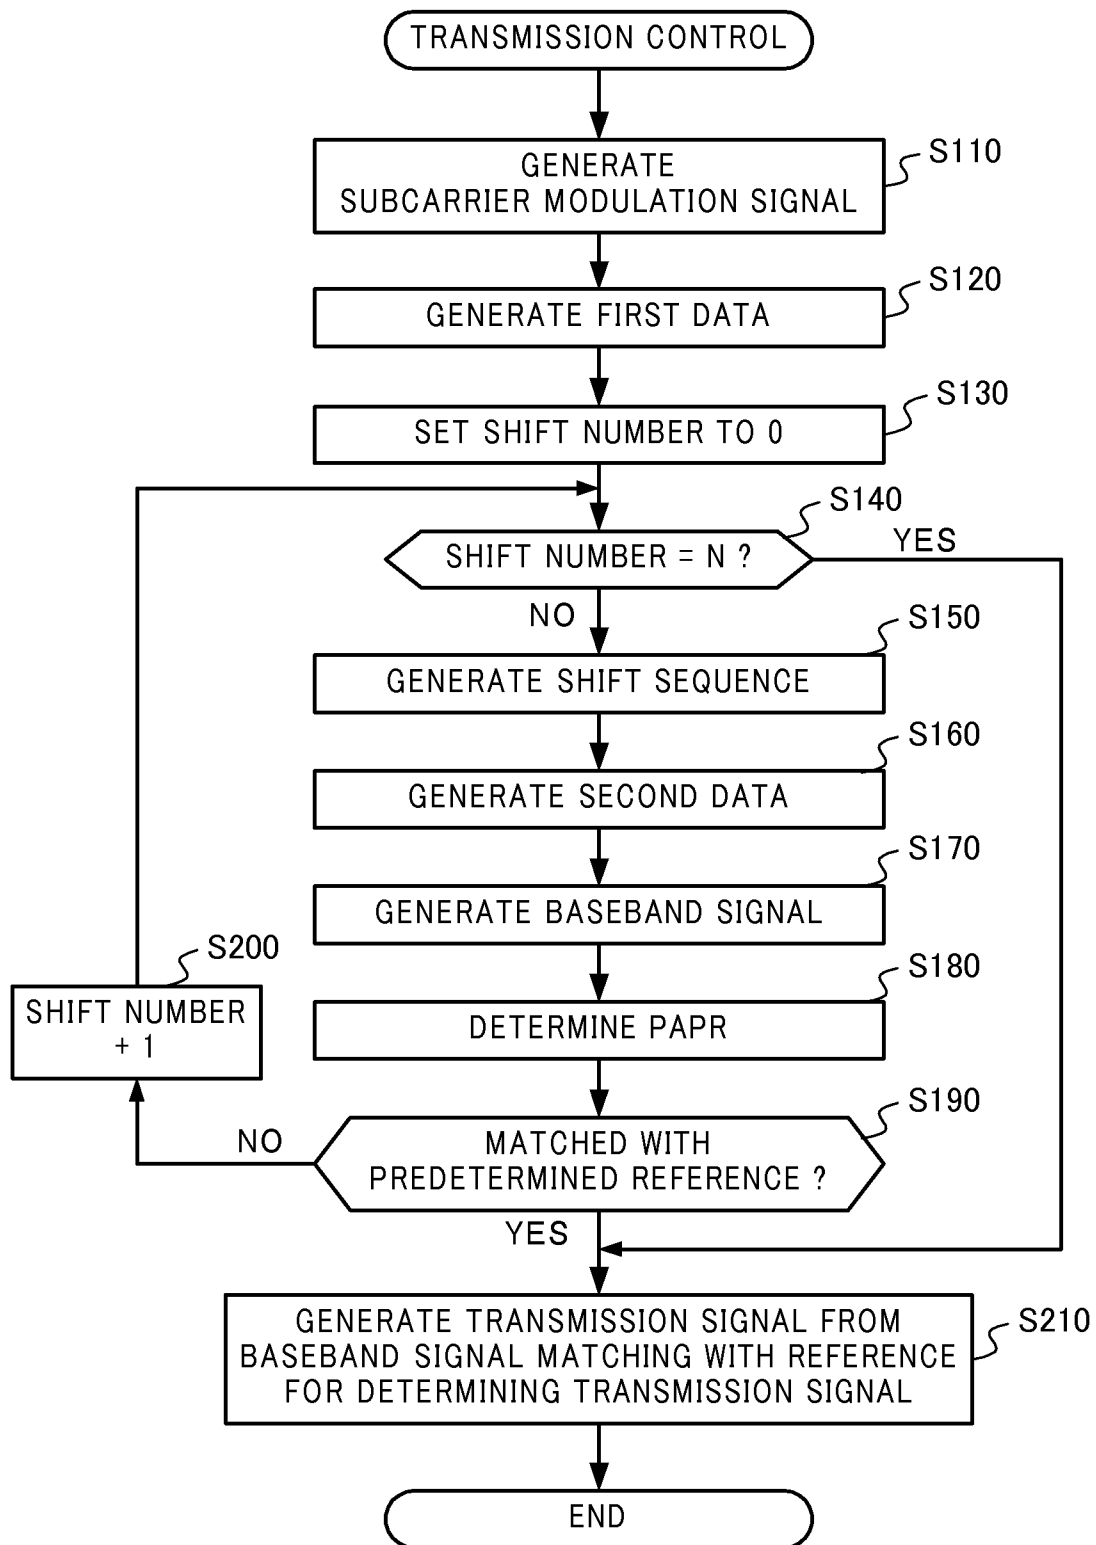 TRANSMISSION CONTROL
S110
GENERATE
SUBCARRIER MODULATION SIGNAL
S120
GENERATE FIRST DATA
S130
SET SHIFT NUMBER TO 0
S140
YES
SHIFT NUMBER = N ?
NO
S150
GENERATE SHIFT SEQUENCE
S160
GENERATE SECOND DATA
S170
GENERATE BASEBAND SIGNAL
S200
SHIFT NUMBER
+ 1
S180
DETERMINE PAPR
S190
NO
MATCHED WITH
PREDETERMINED REFERENCE ?
YES
S210
GENERATE TRANSMISSION SIGNAL FROM
BASEBAND SIGNAL MATCHING WITH REFERENCE
FOR DETERMINING TRANSMISSION SIGNAL
END